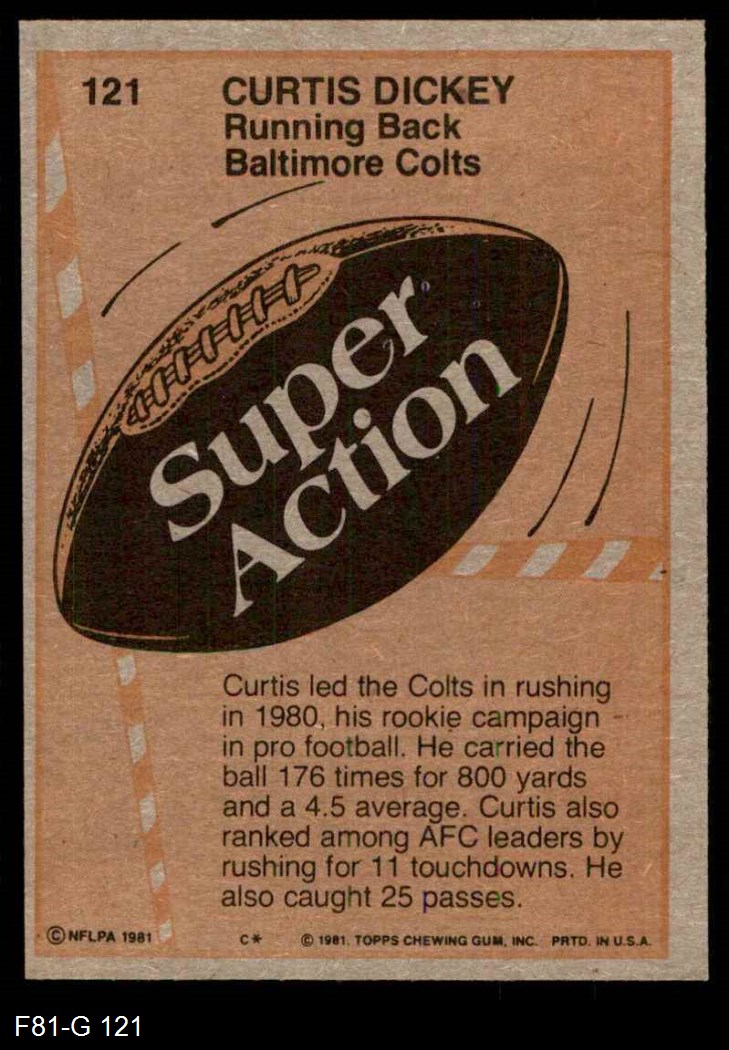 121
CURTIS DICKEY
Running Back
Baltimore Colts
Super
Action
Curtis led the Colts in rushing
in 1980, his rookie campaign
in pro football. He carried the
ball 176 times for 800 yards
and a 4.5 average. Curtis also
ranked among AFC leaders by
rushing for 11 touchdowns. He
also caught 25 passes.
© NFLPA 1981 C* © 1981. TOPPS CHEWING GUM, INC. PRTD. IN U.S.A.
F81-G 121